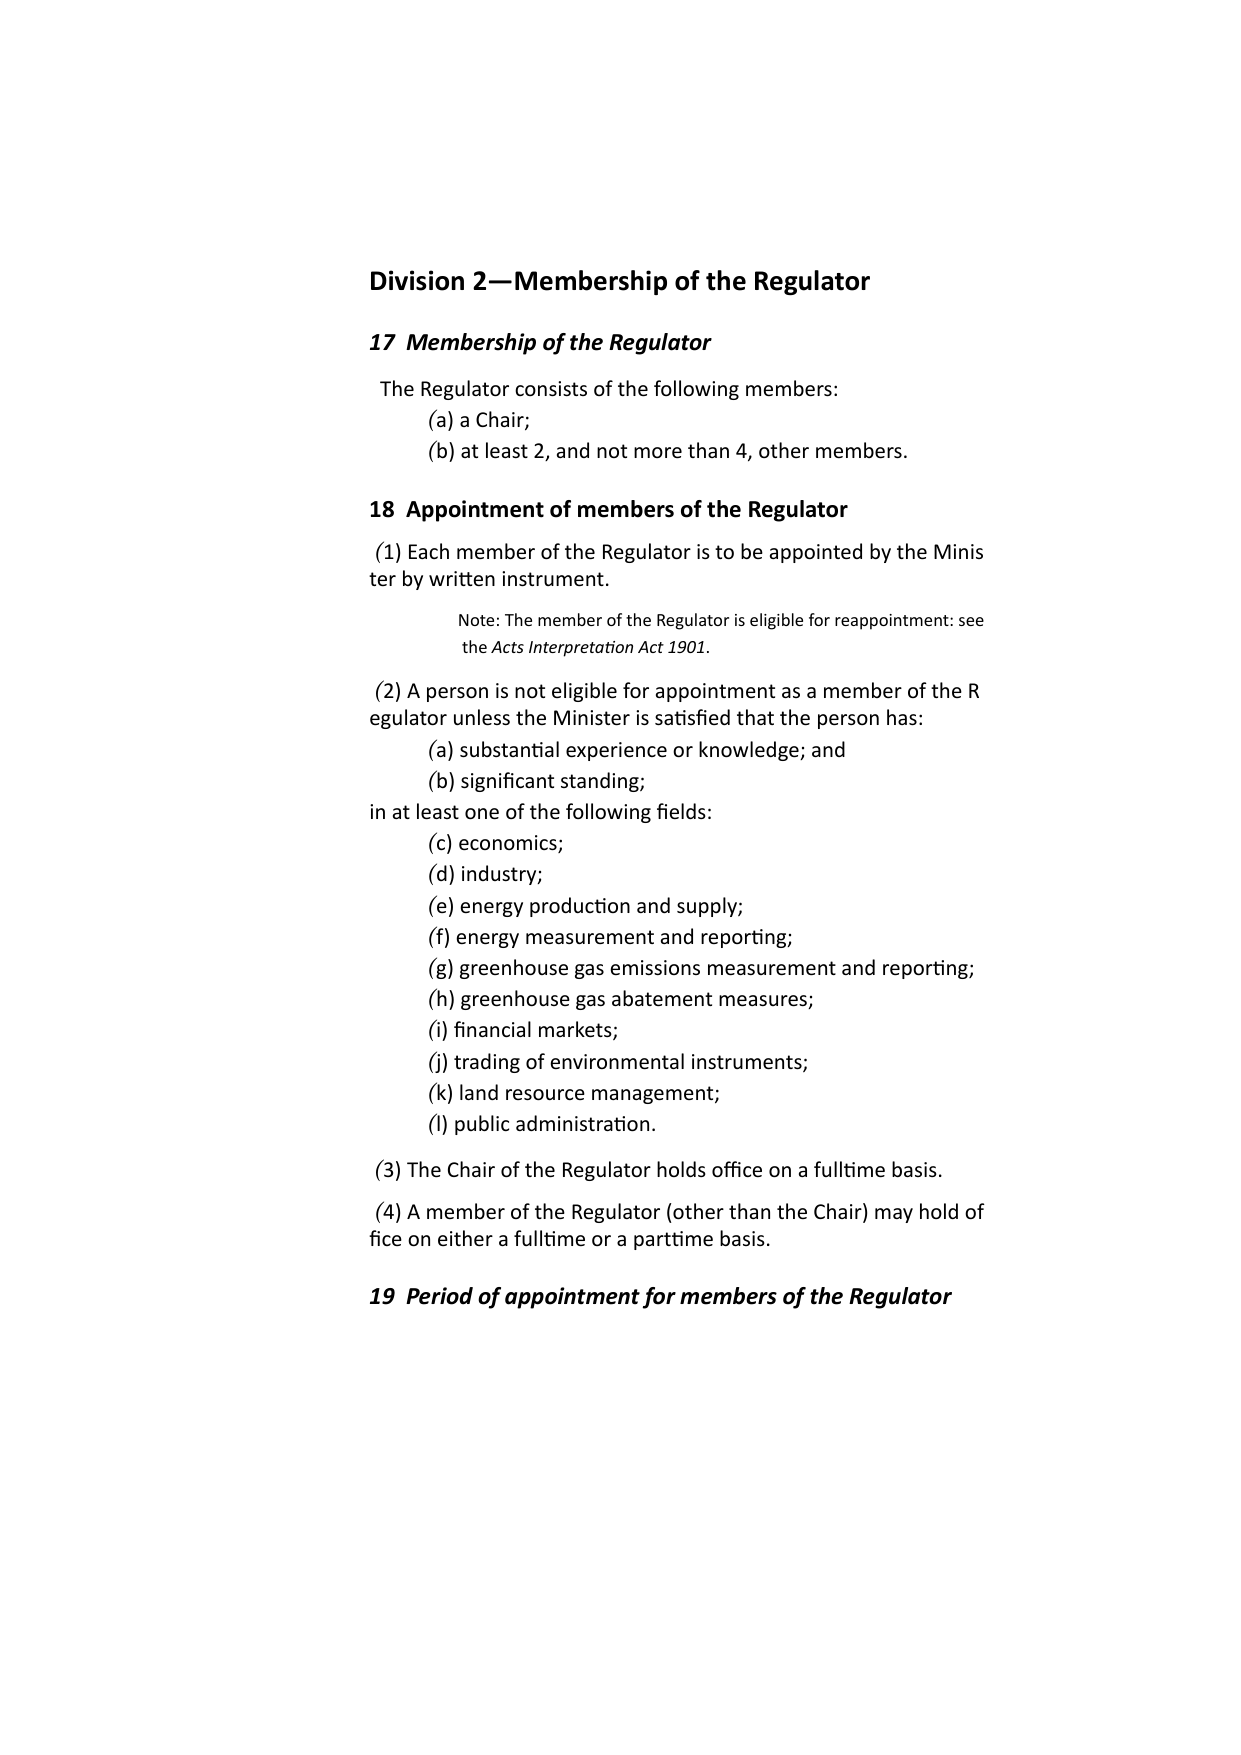 Division 2—Membership of the Regulator
17 Membership of the Regulator
The Regulator consists of the following members:
(a) a Chair;
(b) at least 2, and not more than 4, other members.
18 Appointment of members of the Regulator
(1) Each member of the Regulator is to be appointed by the Minis
ter by written instrument.
Note: The member of the Regulator is eligible for reappointment: see
the Acts Interpretation Act 1901.
(2) A person is not eligible for appointment as a member of the R
egulator unless the Minister is satisfied that the person has:
(a) substantial experience or knowledge; and
(b) significant standing;
in at least one of the following fields:
(c) economics;
(d) industry;
(e) energy production and supply;
(f) energy measurement and reporting;
(g) greenhouse gas emissions measurement and reporting;
(h) greenhouse gas abatement measures;
(i) financial markets;
(j) trading of environmental instruments;
(k) land resource management;
(l) public administration.
(3) The Chair of the Regulator holds office on a fulltime basis.
(4) A member of the Regulator (other than the Chair) may hold of
fice on either a fulltime or a parttime basis.
19 Period of appointment for members of the Regulator